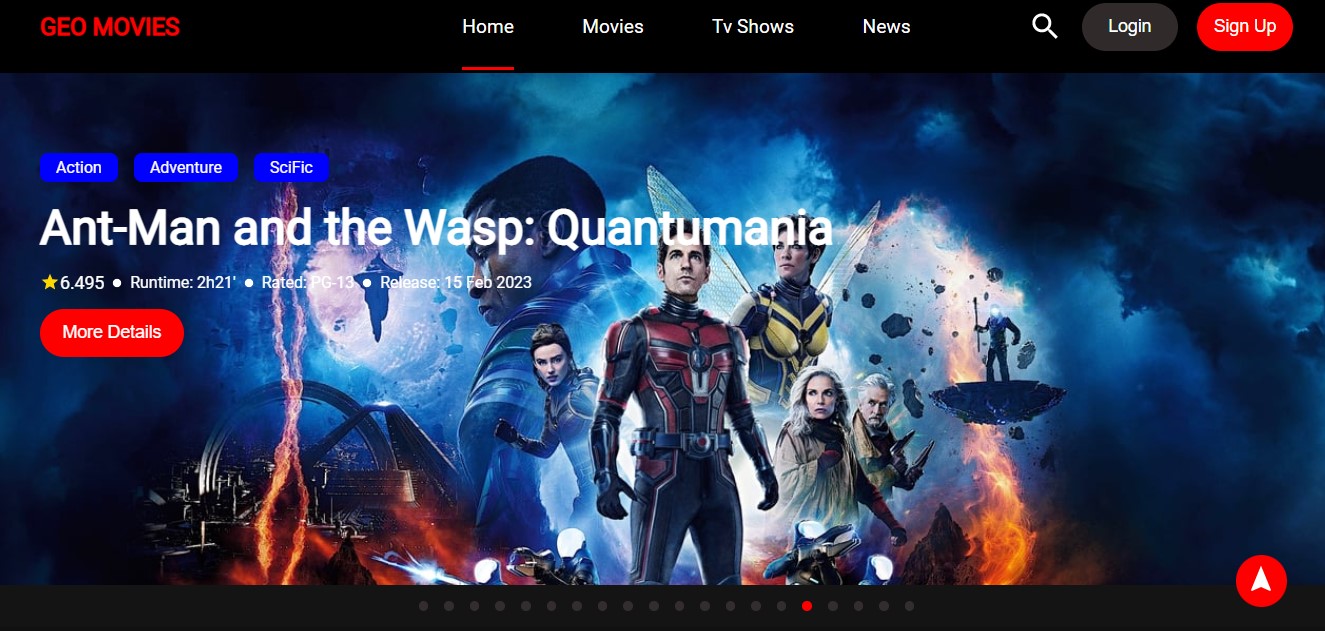 GEO MOVIES Home Movies Tv Shows News Login Sign Up
Action Adventure SciFic
Ant-Man and the Wasp: Quantumania
6.495 Runtime: 2h21' Rated: PG-13 Release: 15 Feb 2023
More Details